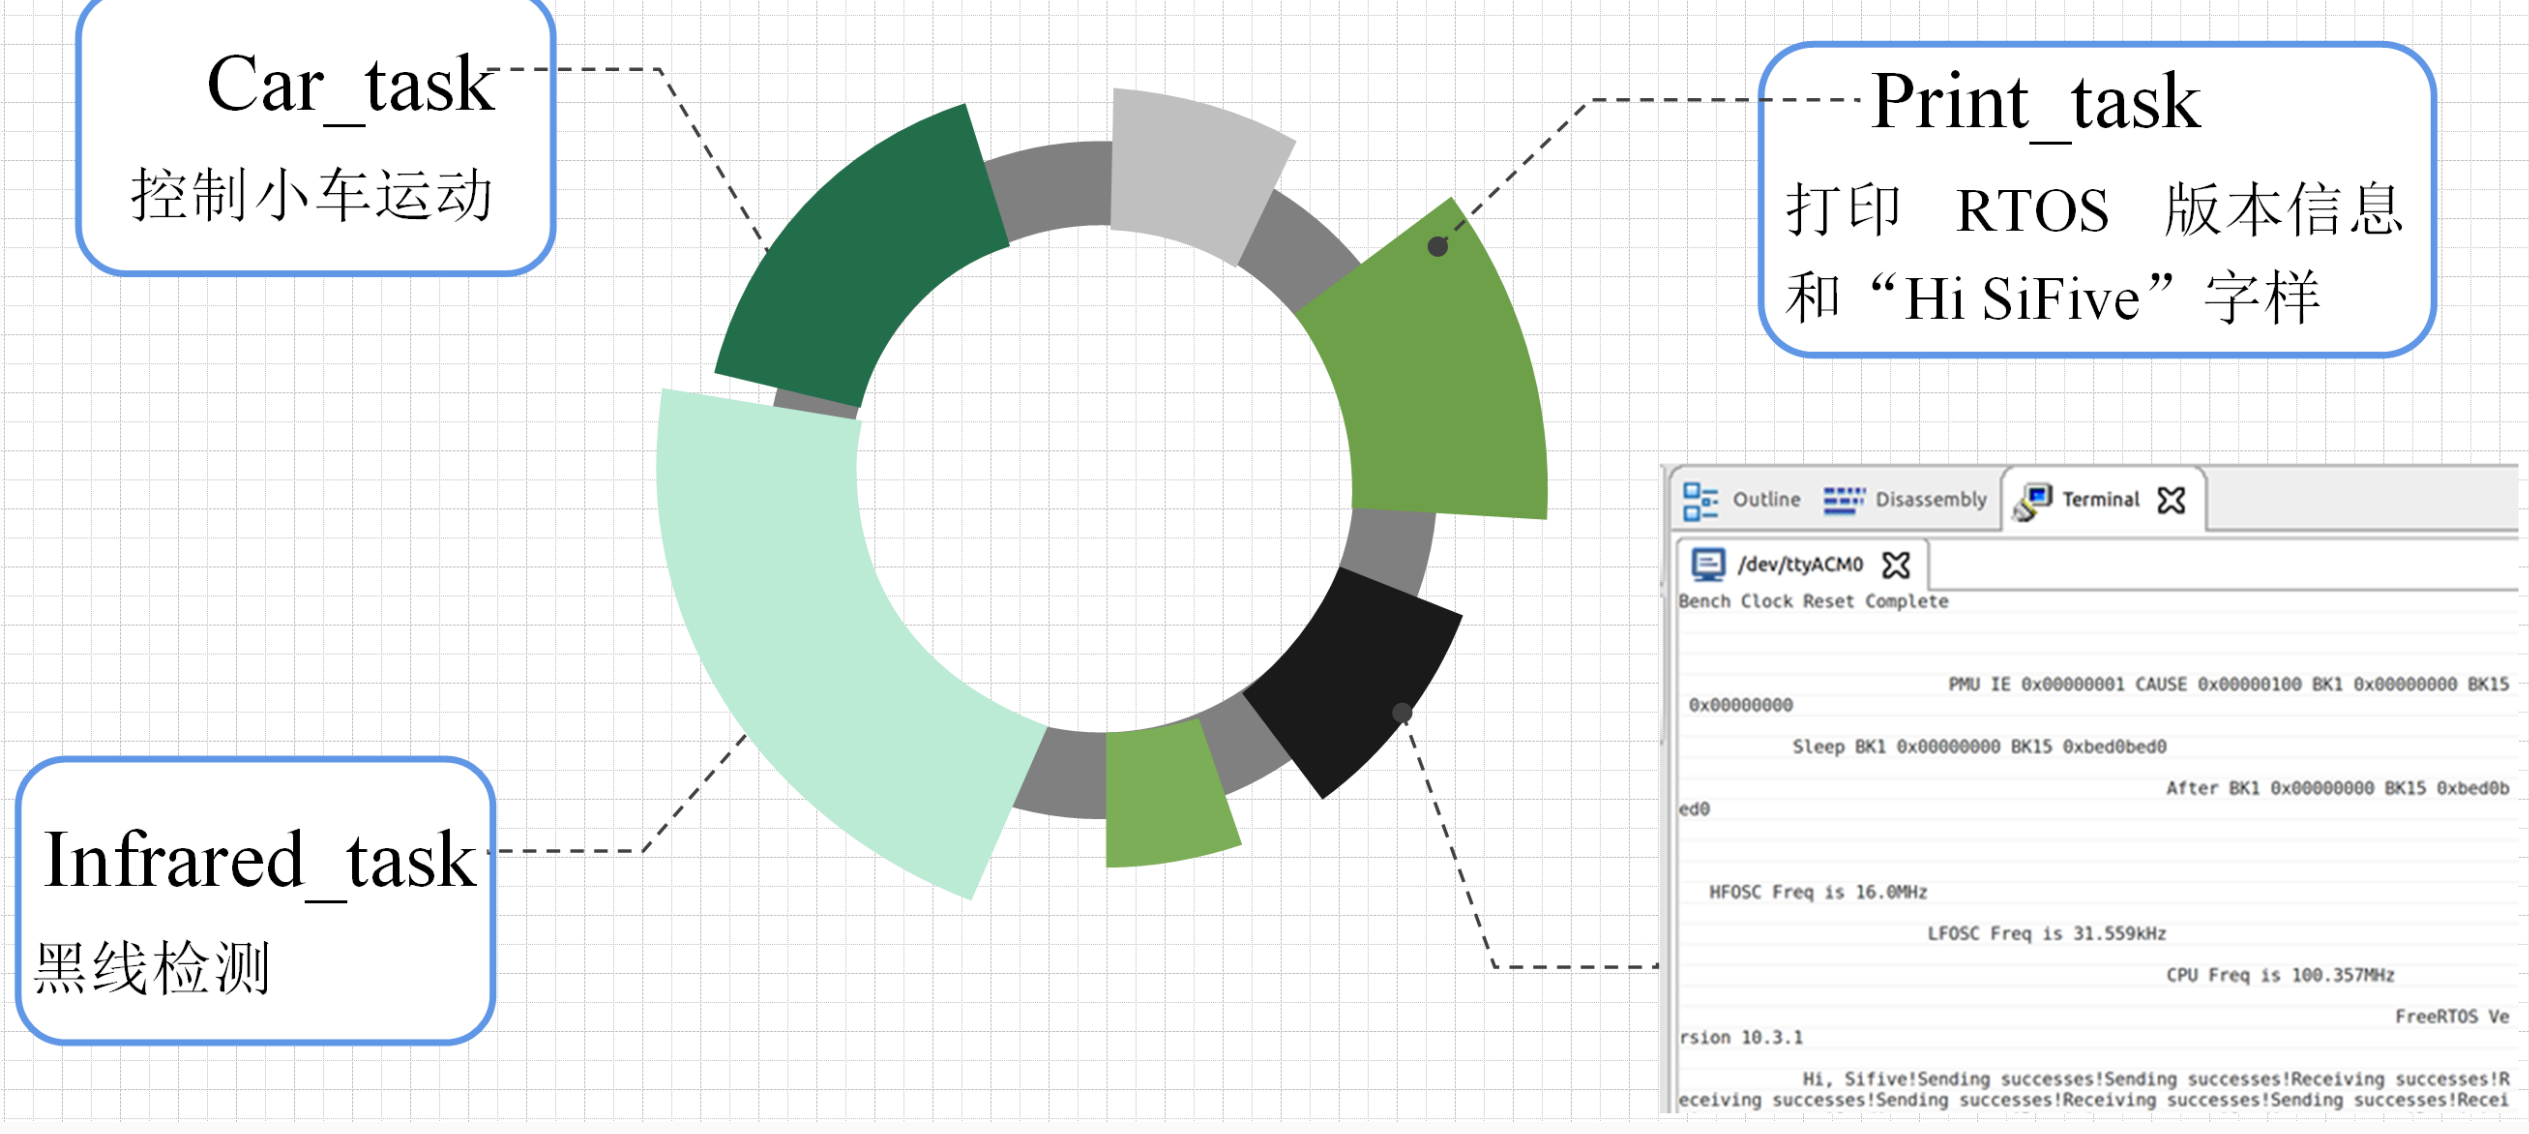 Car_task
控制小车运动
Print_task
打印 RTOS 版本信息
和“Hi SiFive”字样
Infrared_task
黑线检测
Outline Disassembly Terminal
/dev/ttyACM0
Bench Clock Reset Complete
PMU IE 0x00000001 CAUSE 0x00000100 BK1 0x00000000 BK15
0x00000000
Sleep BK1 0x00000000 BK15 0xbed0bed0
After BK1 0x00000000 BK15 0xbed0b
ed0
HFOSC Freq is 16.0MHz
LFOSC Freq is 31.559kHz
CPU Freq is 100.357MHz
FreeRTOS Ve
rsion 10.3.1
Hi, Sifive!Sending successes!Sending successes!Receiving successes!R
eceiving successes!Sending successes!Receiving successes!Sending successes!Recei